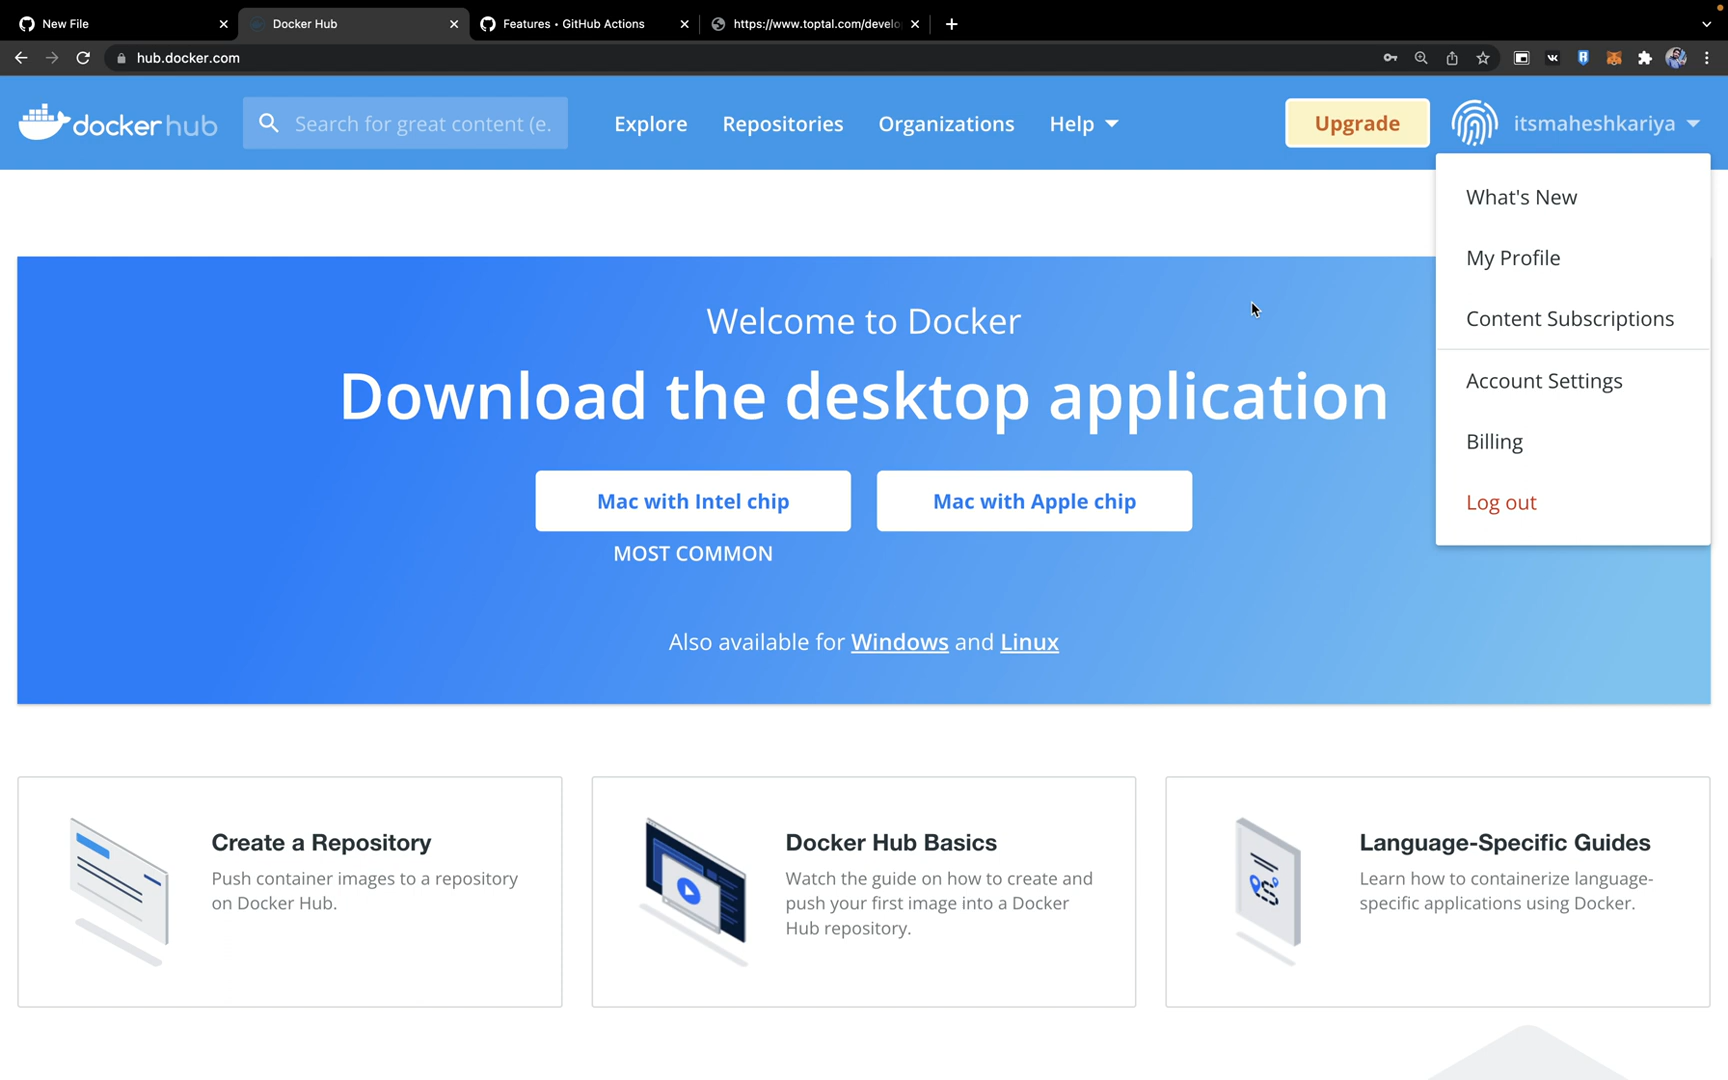 New File
Docker Hub
Features • GitHub Actions
https://www.toptal.com/develo
hub.docker.com
docker hub
Search for great content (e.
Explore
Repositories
Organizations
Help
Upgrade
itsmaheshkariya
What's New
My Profile
Content Subscriptions
Account Settings
Billing
Log out
Welcome to Docker
Download the desktop application
Mac with Intel chip
Mac with Apple chip
MOST COMMON
Also available for Windows and Linux
Create a Repository
Push container images to a repository
on Docker Hub.
Docker Hub Basics
Watch the guide on how to create and
push your first image into a Docker
Hub repository.
Language-Specific Guides
Learn how to containerize language-
specific applications using Docker.